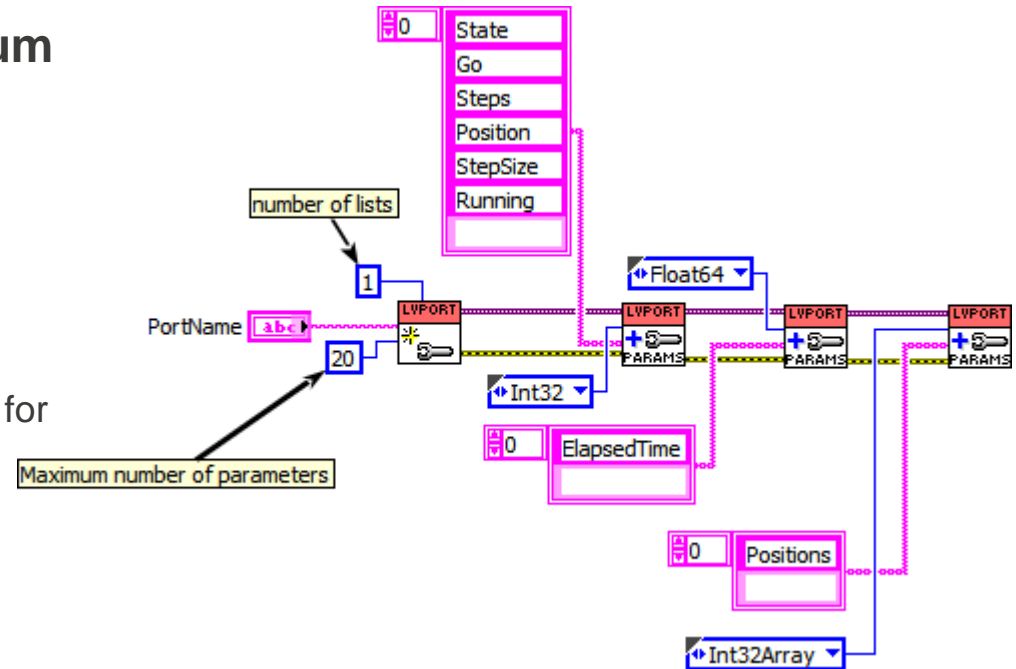 um
0
State
Go
Steps
Position
StepSize
Running
number of lists
1
Float64
LVPORT
LVPORT
LVPORT
LVPORT
PortName
abc
PARAMS
PARAMS
PARAMS
20
Int32
for
0
ElapsedTime
Maximum number of parameters
0
Positions
Int32Array